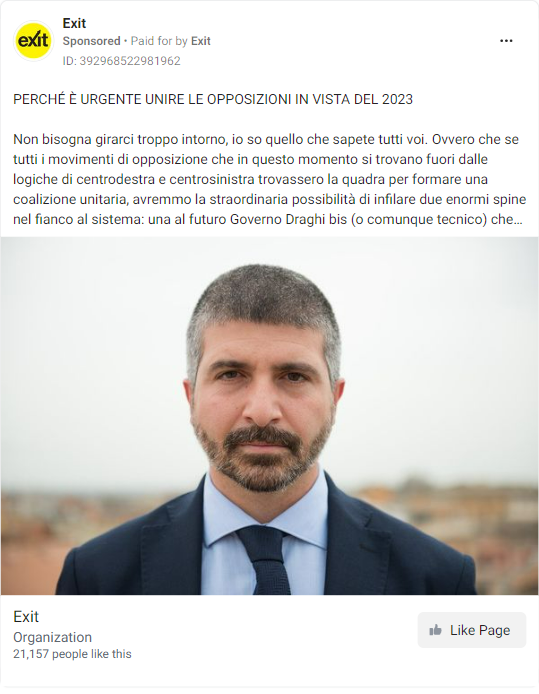 exit
Exit
Sponsored • Paid for by Exit
ID: 392968522981962
PERCHÉ È URGENTE UNIRE LE OPPOSIZIONI IN VISTA DEL 2023
Non bisogna girarci troppo intorno, io so quello che sapete tutti voi. Ovvero che se
tutti i movimenti di opposizione che in questo momento si trovano fuori dalle
logiche di centrodestra e centrosinistra trovassero la quadra per formare una
coalizione unitaria, avremmo la straordinaria possibilità di infilare due enormi spine
nel fianco al sistema: una al futuro Governo Draghi bis (o comunque tecnico) che...
Exit
Organization
21,157 people like this
Like Page